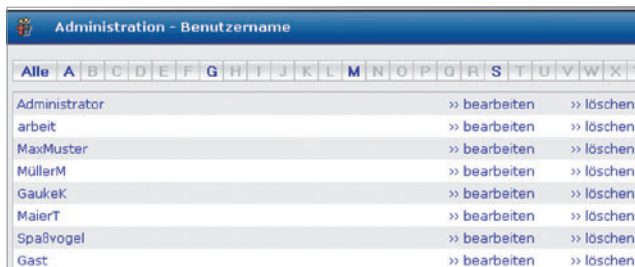 Administration - Benutzername
Alle A B C D E F G H I J K L M N O P Q R S T U V W X
Administrator >> bearbeiten >> löschen
arbeit >> bearbeiten >> löschen
MaxMuster >> bearbeiten >> löschen
MüllerM >> bearbeiten >> löschen
GaukeK >> bearbeiten >> löschen
MaierT >> bearbeiten >> löschen
Spaßvogel >> bearbeiten >> löschen
Gast >> bearbeiten >> löschen